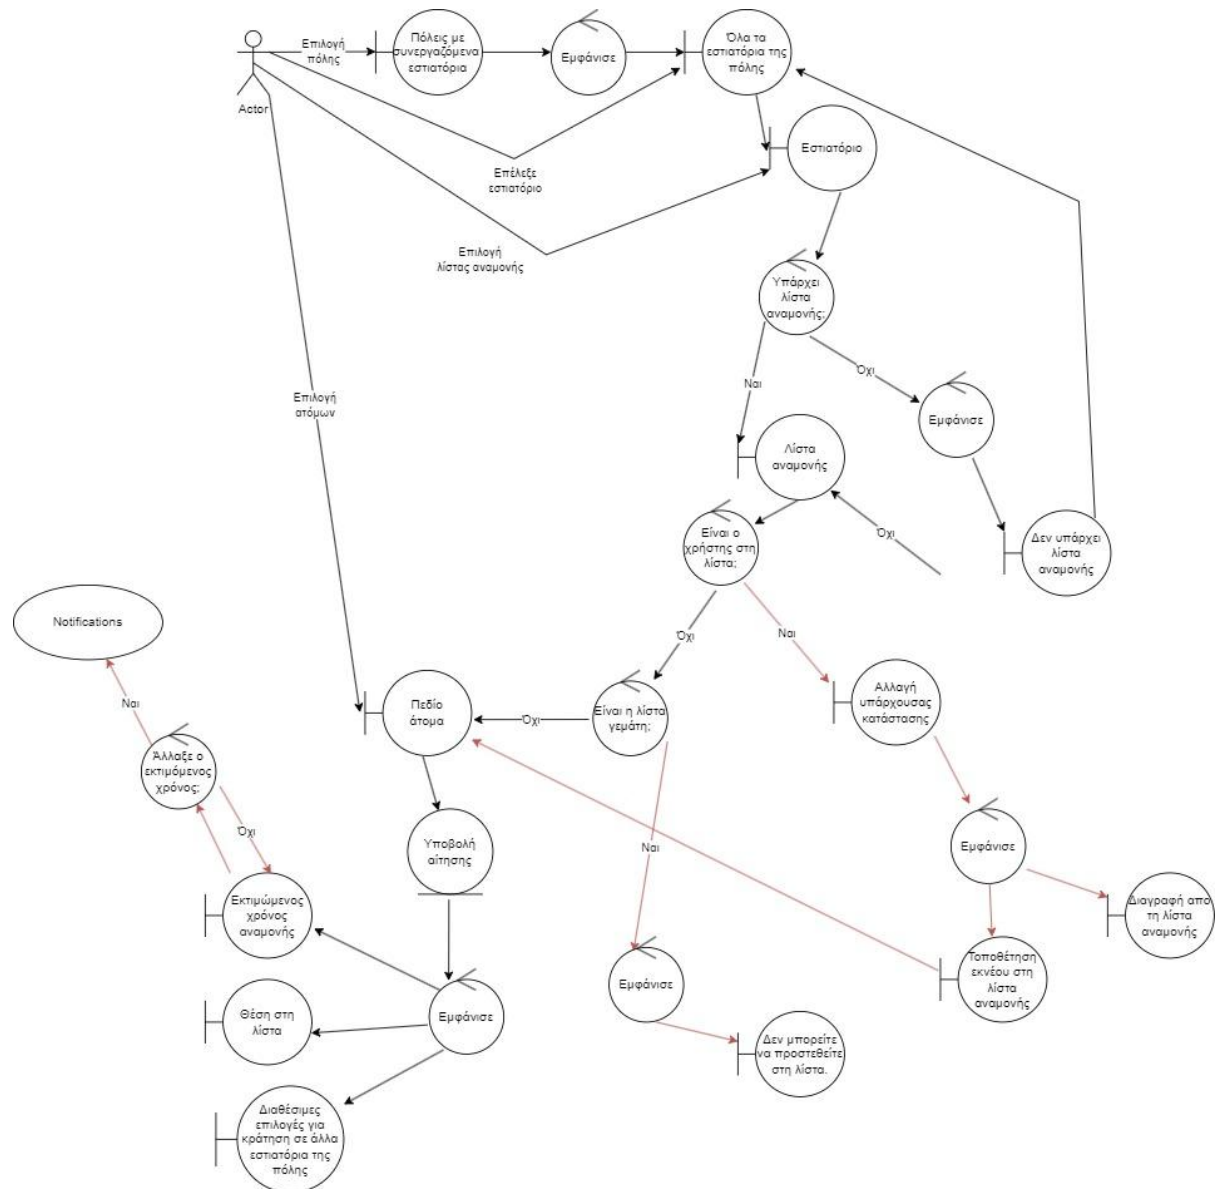 Επιλογή
πόλης
Πόλεις με
συνεργαζόμενα
εστιατόρια
Εμφάνισε
Όλα τα
εστιατόρια της
πόλης
Actor
Επέλεξε
εστιατόριο
Εστιατόριο
Επιλογή
λίστας αναμονής
Υπάρχει
λίστα
αναμονής;
Ναι
Όχι
Επιλογή
ατόμων
Εμφάνισε
Λίστα
αναμονής
Είναι ο
χρήστης στη
λίστα;
Όχι
Δεν υπάρχει
λίστα
αναμονής
Notifications
Όχι
Ναι
Ναι
Πεδίο
άτομα
Όχι
Είναι η λίστα
γεμάτη;
Αλλαγή
υπάρχουσας
κατάστασης
Άλλαξε ο
εκτιμόμενος
χρόνος;
Όχι
Υποβολή
αίτησης
Ναι
Εμφάνισε
Εκτιμώμενος
χρόνος
αναμονής
Διαγραφή απο
τη λίστα
αναμονής
Τοποθέτηση
εκνέου στη
λίστα
αναμονής
Εμφάνισε
Θέση στη
λίστα
Εμφάνισε
Δεν μπορείτε
να προστεθείτε
στη λίστα.
Διαθέσιμες
επιλογές για
κράτηση σε άλλα
εστιατόρια της
πόλης